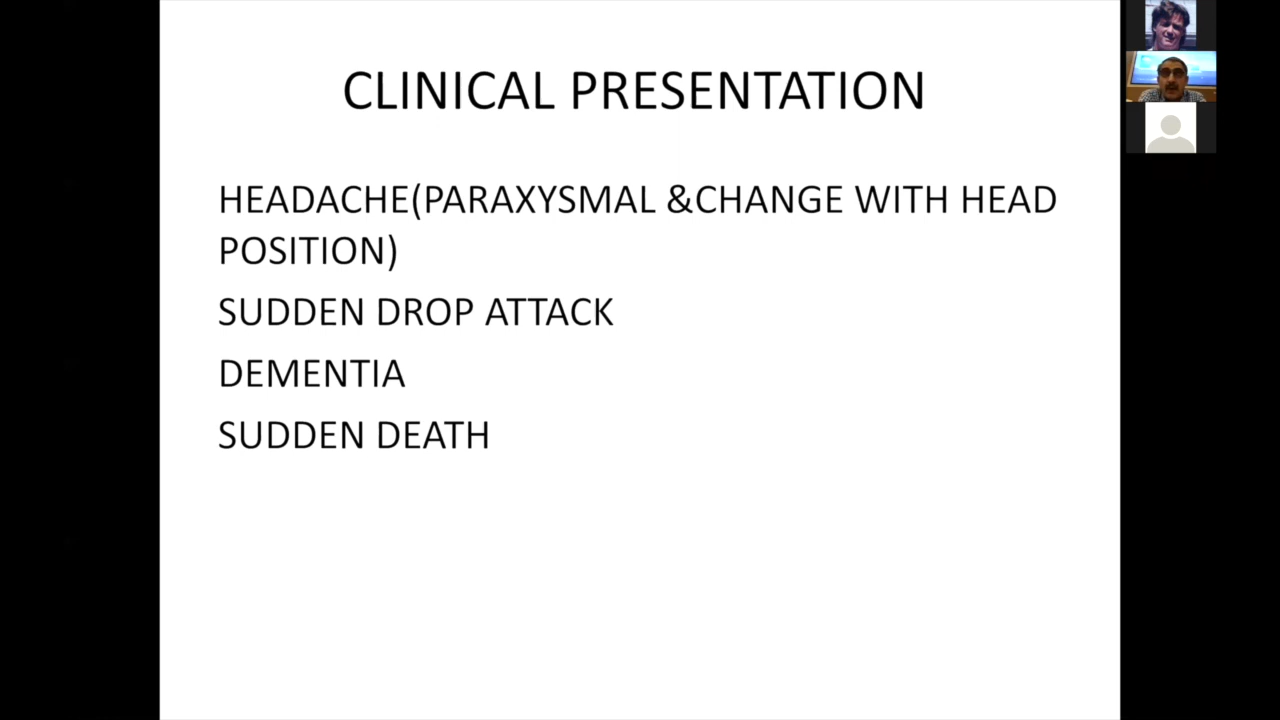 CLINICAL PRESENTATION
HEADACHE(PARAXYSMAL &CHANGE WITH HEAD
POSITION)
SUDDEN DROP ATTACK
DEMENTIA
SUDDEN DEATH